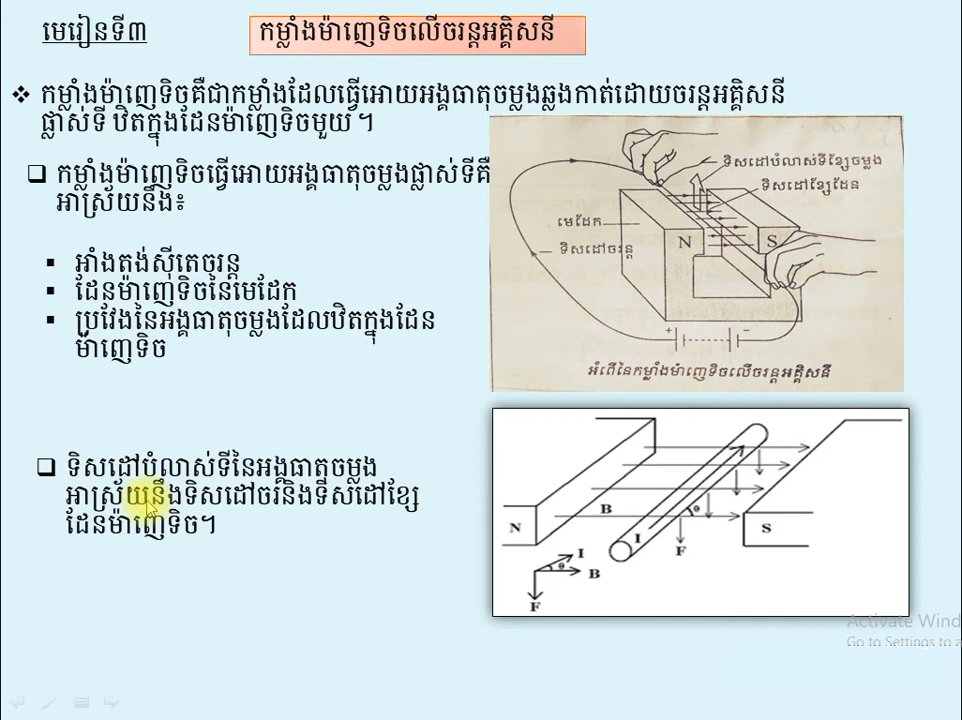 មេរៀនទី៣
កម្លាំងម៉ាញេទិចលើចរន្តអគ្គិសនី
❖ កម្លាំងម៉ាញេទិចគឺជាកម្លាំងដែលធ្វើអោយអង្គធាតុចម្លងឆ្លងកាត់ដោយចរន្តអគ្គិសនី
ផ្លាស់ទី ឋិតក្នុងដែនម៉ាញេទិចមួយ ។
❑ កម្លាំងម៉ាញេទិចធ្វើអោយអង្គធាតុចម្លងផ្លាស់ទីគឺ
អាស្រ័យនឹង៖
▪ អាំងតង់ស៊ីតេចរន្ត
▪ ដែនម៉ាញេទិចនៃមេដែក
▪ ប្រវែងនៃអង្គធាតុចម្លងដែលឋិតក្នុងដែន
ម៉ាញេទិច
ទិសដៅបំលាស់ទីខ្សែចម្លង
ទិសដៅខ្សែដែន
មេដែក
N
S
ទិសដៅចរន្ត
+
−
អំពើនៃកម្លាំងម៉ាញេទិចលើចរន្តអគ្គិសនី
❑ ទិសដៅបំលាស់ទីនៃអង្គធាតុចម្លង
អាស្រ័យនឹងទិសដៅចរនិងទិសដៅខ្សែ
ដែនម៉ាញេទិច។
N
B
I
θ
F
S
I
θ
B
F
Activate Wind
Go to Settings to a